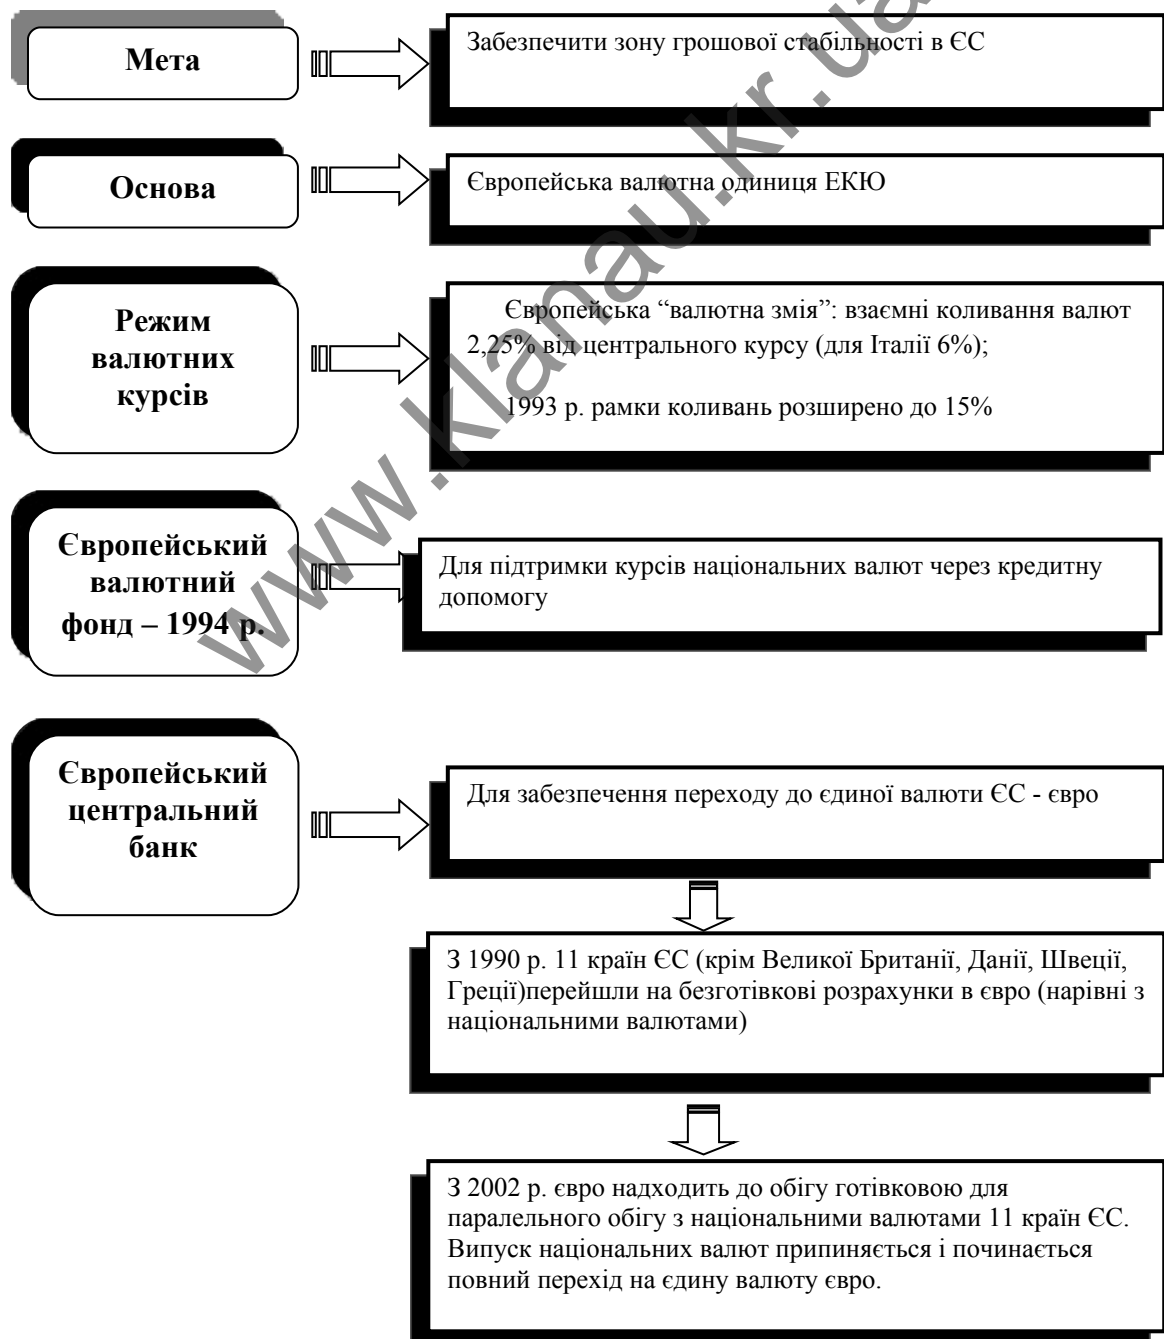 Мета
Забезпечити зону грошової стабільності в ЄС
Основа
Європейська валютна одиниця ЕКЮ
Режим
валютних
курсів
Європейська “валютна змія”: взаємні коливання валют
2,25% від центрального курсу (для Італії 6%);
1993 р. рамки коливань розширено до 15%
Європейський
валютний
фонд – 1994 р.
Для підтримки курсів національних валют через кредитну
допомогу
Європейський
центральний
банк
Для забезпечення переходу до єдиної валюти ЄС - євро
З 1990 р. 11 країн ЄС (крім Великої Британії, Данії, Швеції,
Греції)перейшли на безготівкові розрахунки в євро (нарівні з
національними валютами)
З 2002 р. євро надходить до обігу готівковою для
паралельного обігу з національними валютами 11 країн ЄС.
Випуск національних валют припиняється і починається
повний перехід на єдину валюту євро.
www.klanau.kr.ua